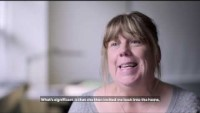 What's significant is that she then invited me back into the home,